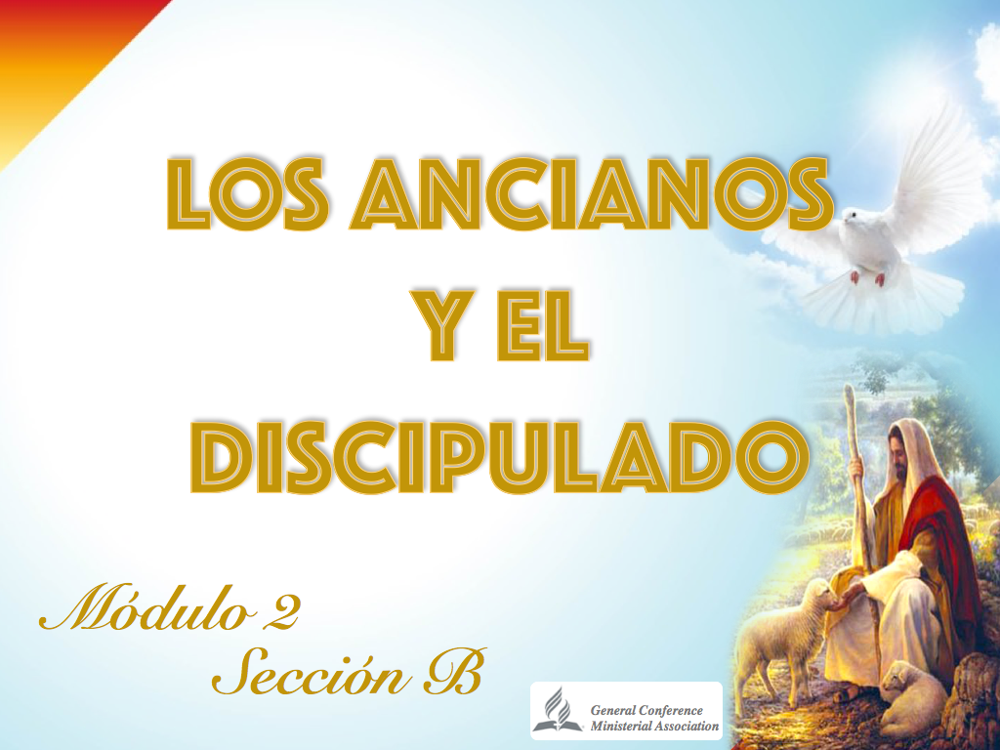 LOS ANCIANOS
Y EL
DISCIPULADO
Módulo 2
Sección B
General Conference
Ministerial Association